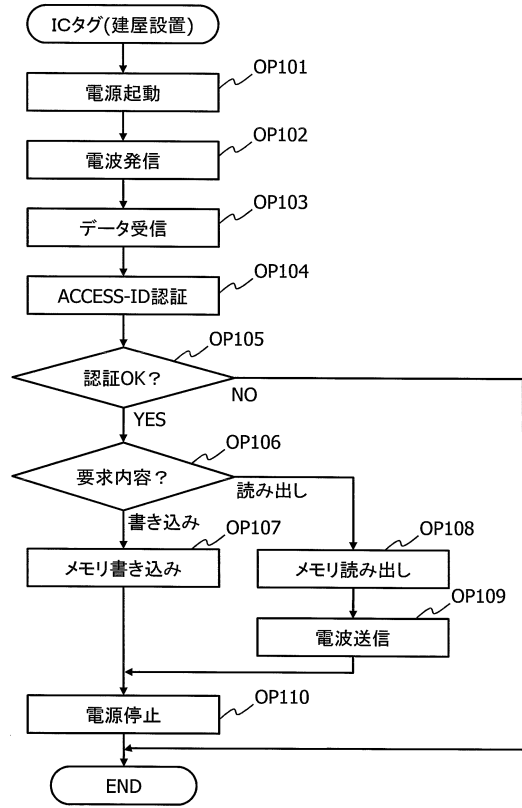 ICタグ(建屋設置)
OP101
電源起動
OP102
電波発信
OP103
データ受信
OP104
ACCESS-ID認証
OP105
認証OK？
NO
YES
OP106
要求内容？
読み出し
書き込み
OP107
メモリ書き込み
OP108
メモリ読み出し
OP109
電波送信
OP110
電源停止
END